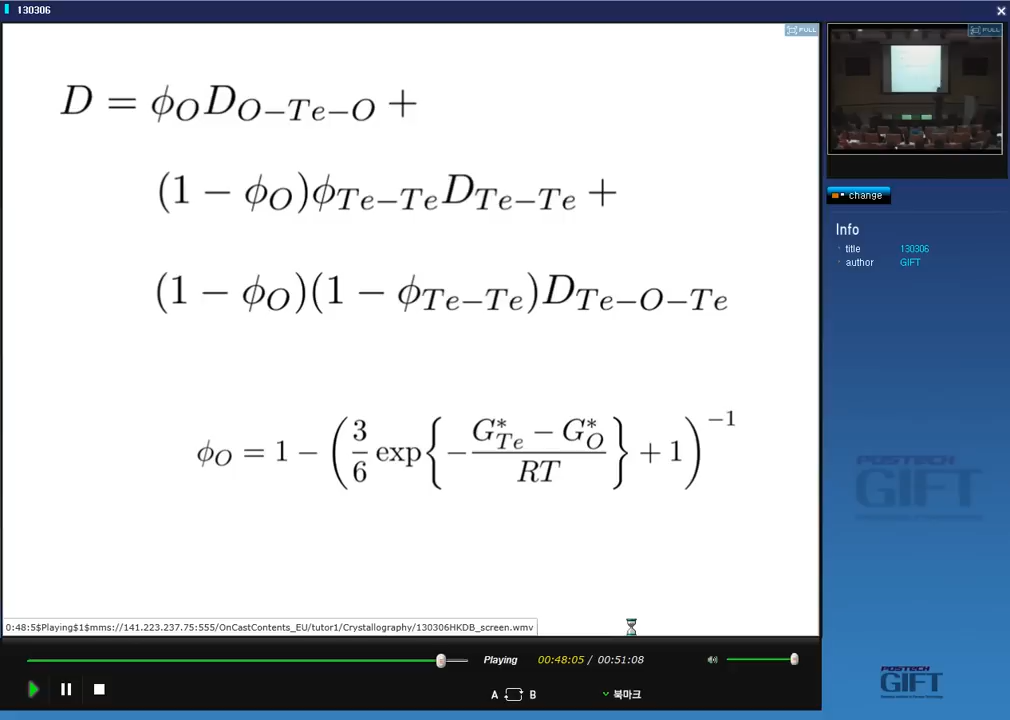 130306
FULL
FULL
D = ϕ_O D_{O−Te−O} +
(1 − ϕ_O)ϕ_{Te−Te} D_{Te−Te} +
(1 − ϕ_O)(1 − ϕ_{Te−Te})D_{Te−O−Te}
ϕ_O = 1 − (3/6 exp{−(G*_{Te} − G*_O)/RT} + 1)^{−1}
change
Info
title 130306
author GIFT
POSTECH
GIFT
0:48:5$Playing$1$mms://141.223.237.75:555/OnCastContents_EU/tutor1/Crystallography/130306HKDB_screen.wmv
Playing 00:48:05 / 00:51:08
A B 북마크
POSTECH
GIFT